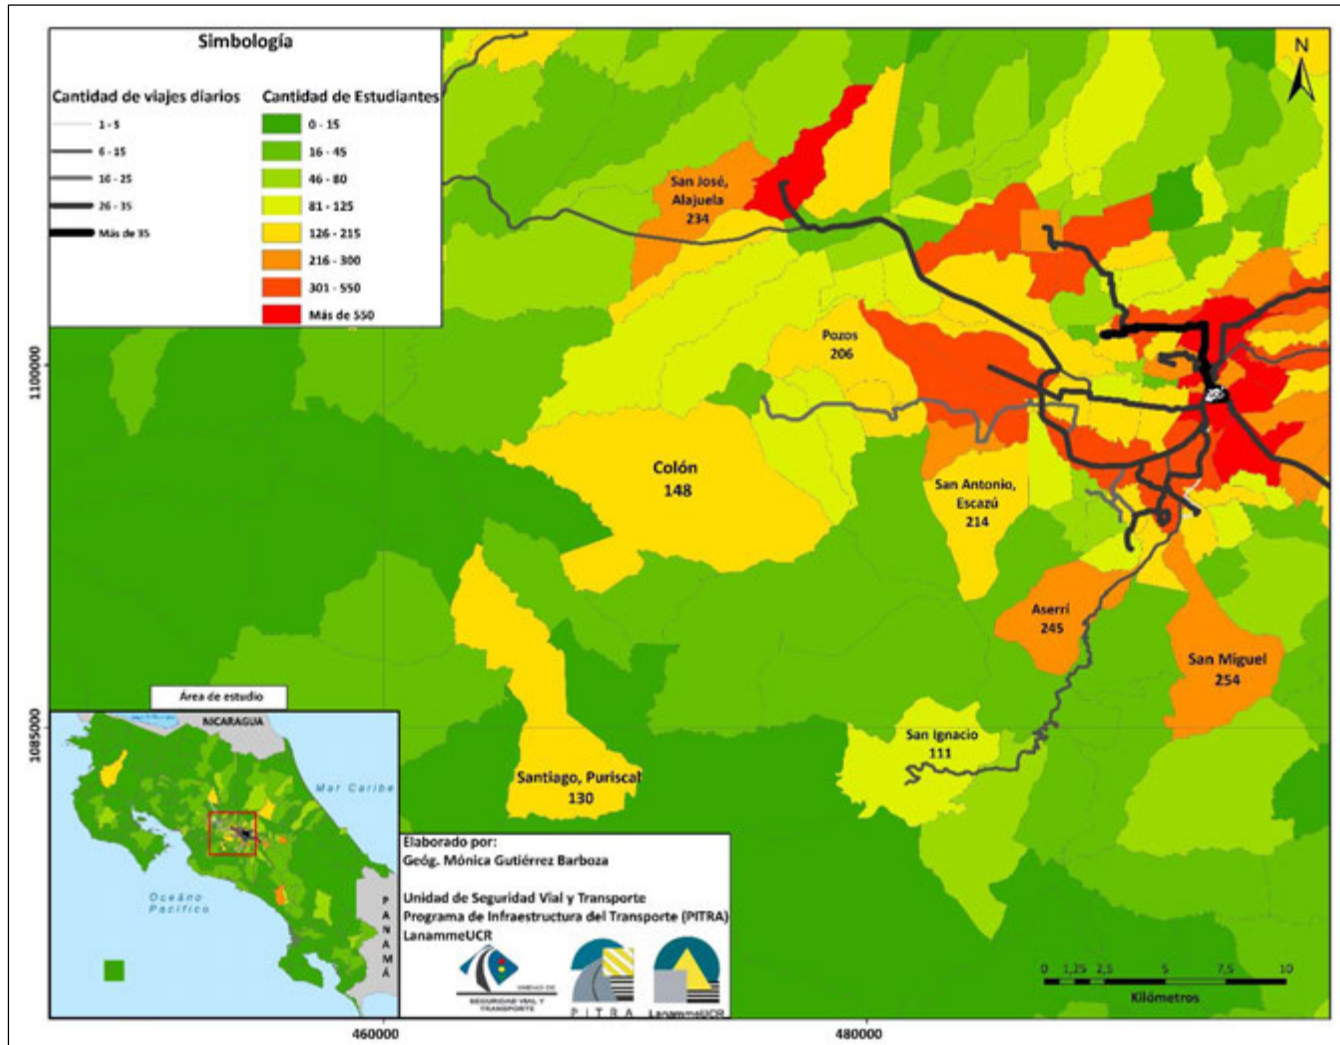 Simbología
Cantidad de viajes diarios
1 - 5
6 - 15
16 - 25
26 - 35
Más de 35
Cantidad de Estudiantes
0 - 15
16 - 45
46 - 80
81 - 125
126 - 215
216 - 300
301 - 550
Más de 550
N
San José,
Alajuela
234
Pozos
206
Colón
148
San Antonio,
Escazú
214
Aserrí
245
San Miguel
254
San Ignacio
111
Santiago, Puriscal
130
1100000
1085000
460000
480000
Área de estudio
NICARAGUA
Mar Caribe
Océano
Pacífico
PANAMÁ
Elaborado por:
Geóg. Mónica Gutiérrez Barboza
Unidad de Seguridad Vial y Transporte
Programa de Infraestructura del Transporte (PITRA)
LanammeUCR
UNIDAD DE
SEGURIDAD VIAL Y
TRANSPORTE
PITRA
LanammeUCR
0 1,25 2,5 5 7,5 10
Kilómetros